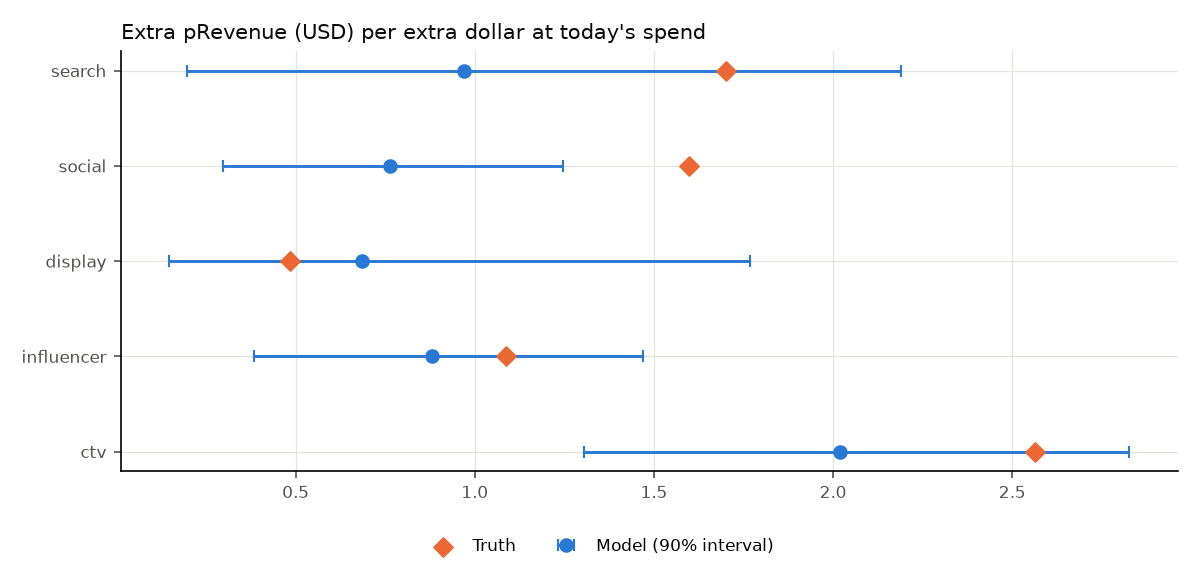 Extra pRevenue (USD) per extra dollar at today's spend
search
social
display
influencer
ctv
0.5 1.0 1.5 2.0 2.5
Truth Model (90% interval)